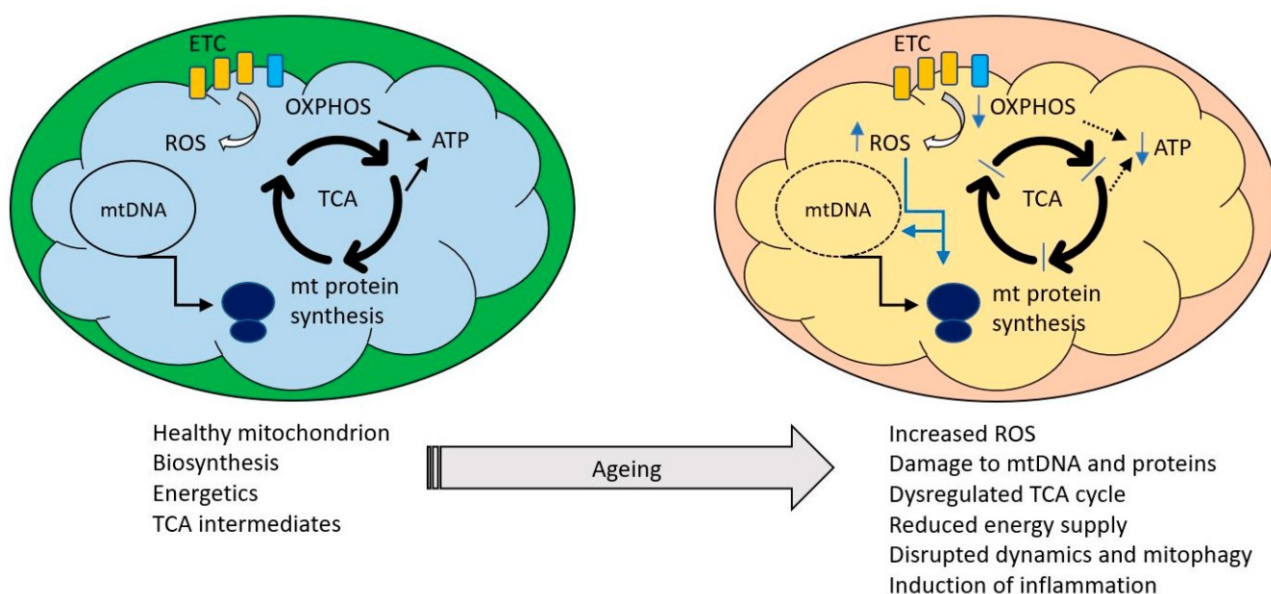 ETC
OXPHOS
ROS
ATP
TCA
mtDNA
mt protein
synthesis
ETC
OXPHOS
ROS
ATP
TCA
mtDNA
mt protein
synthesis
Healthy mitochondrion
Biosynthesis
Energetics
TCA intermediates
Ageing
Increased ROS
Damage to mtDNA and proteins
Dysregulated TCA cycle
Reduced energy supply
Disrupted dynamics and mitophagy
Induction of inflammation